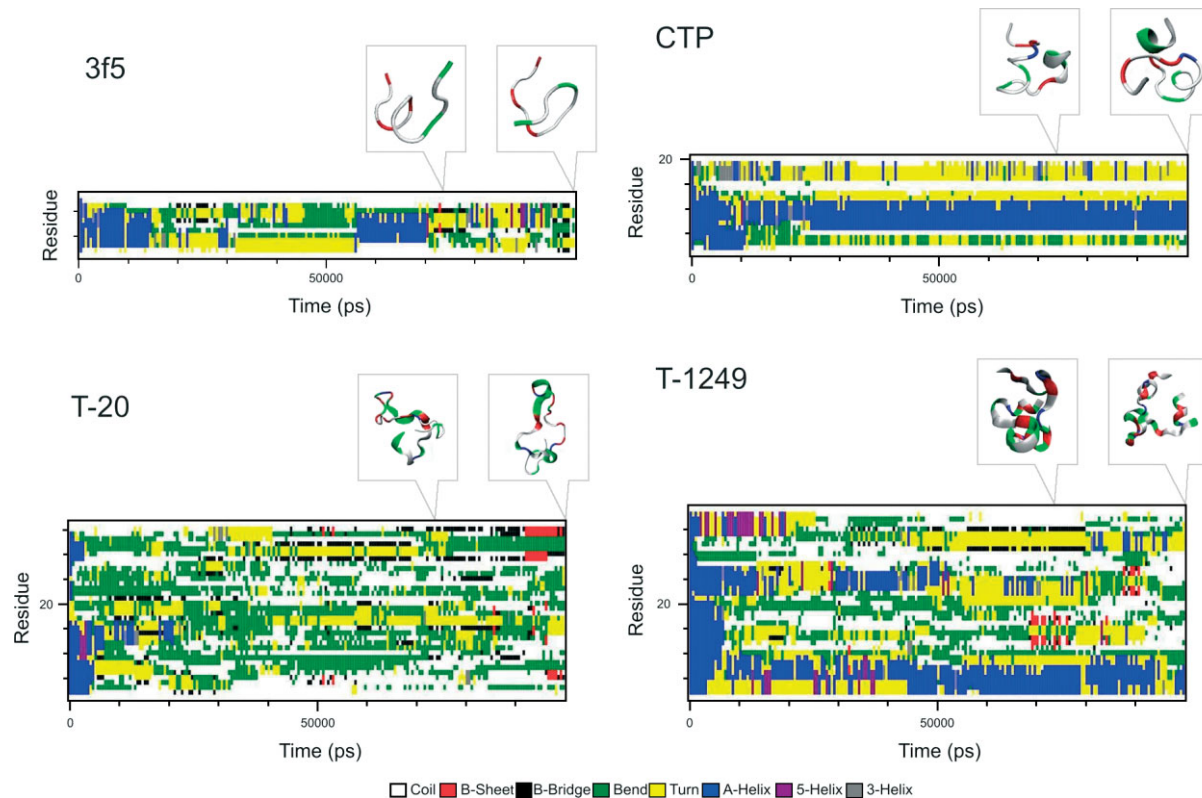 3f5
Residue
0
50000
Time (ps)
CTP
20
Residue
0
50000
Time (ps)
T-20
20
Residue
0
50000
Time (ps)
T-1249
20
Residue
0
50000
Time (ps)
Coil B-Sheet B-Bridge Bend Turn A-Helix 5-Helix 3-Helix